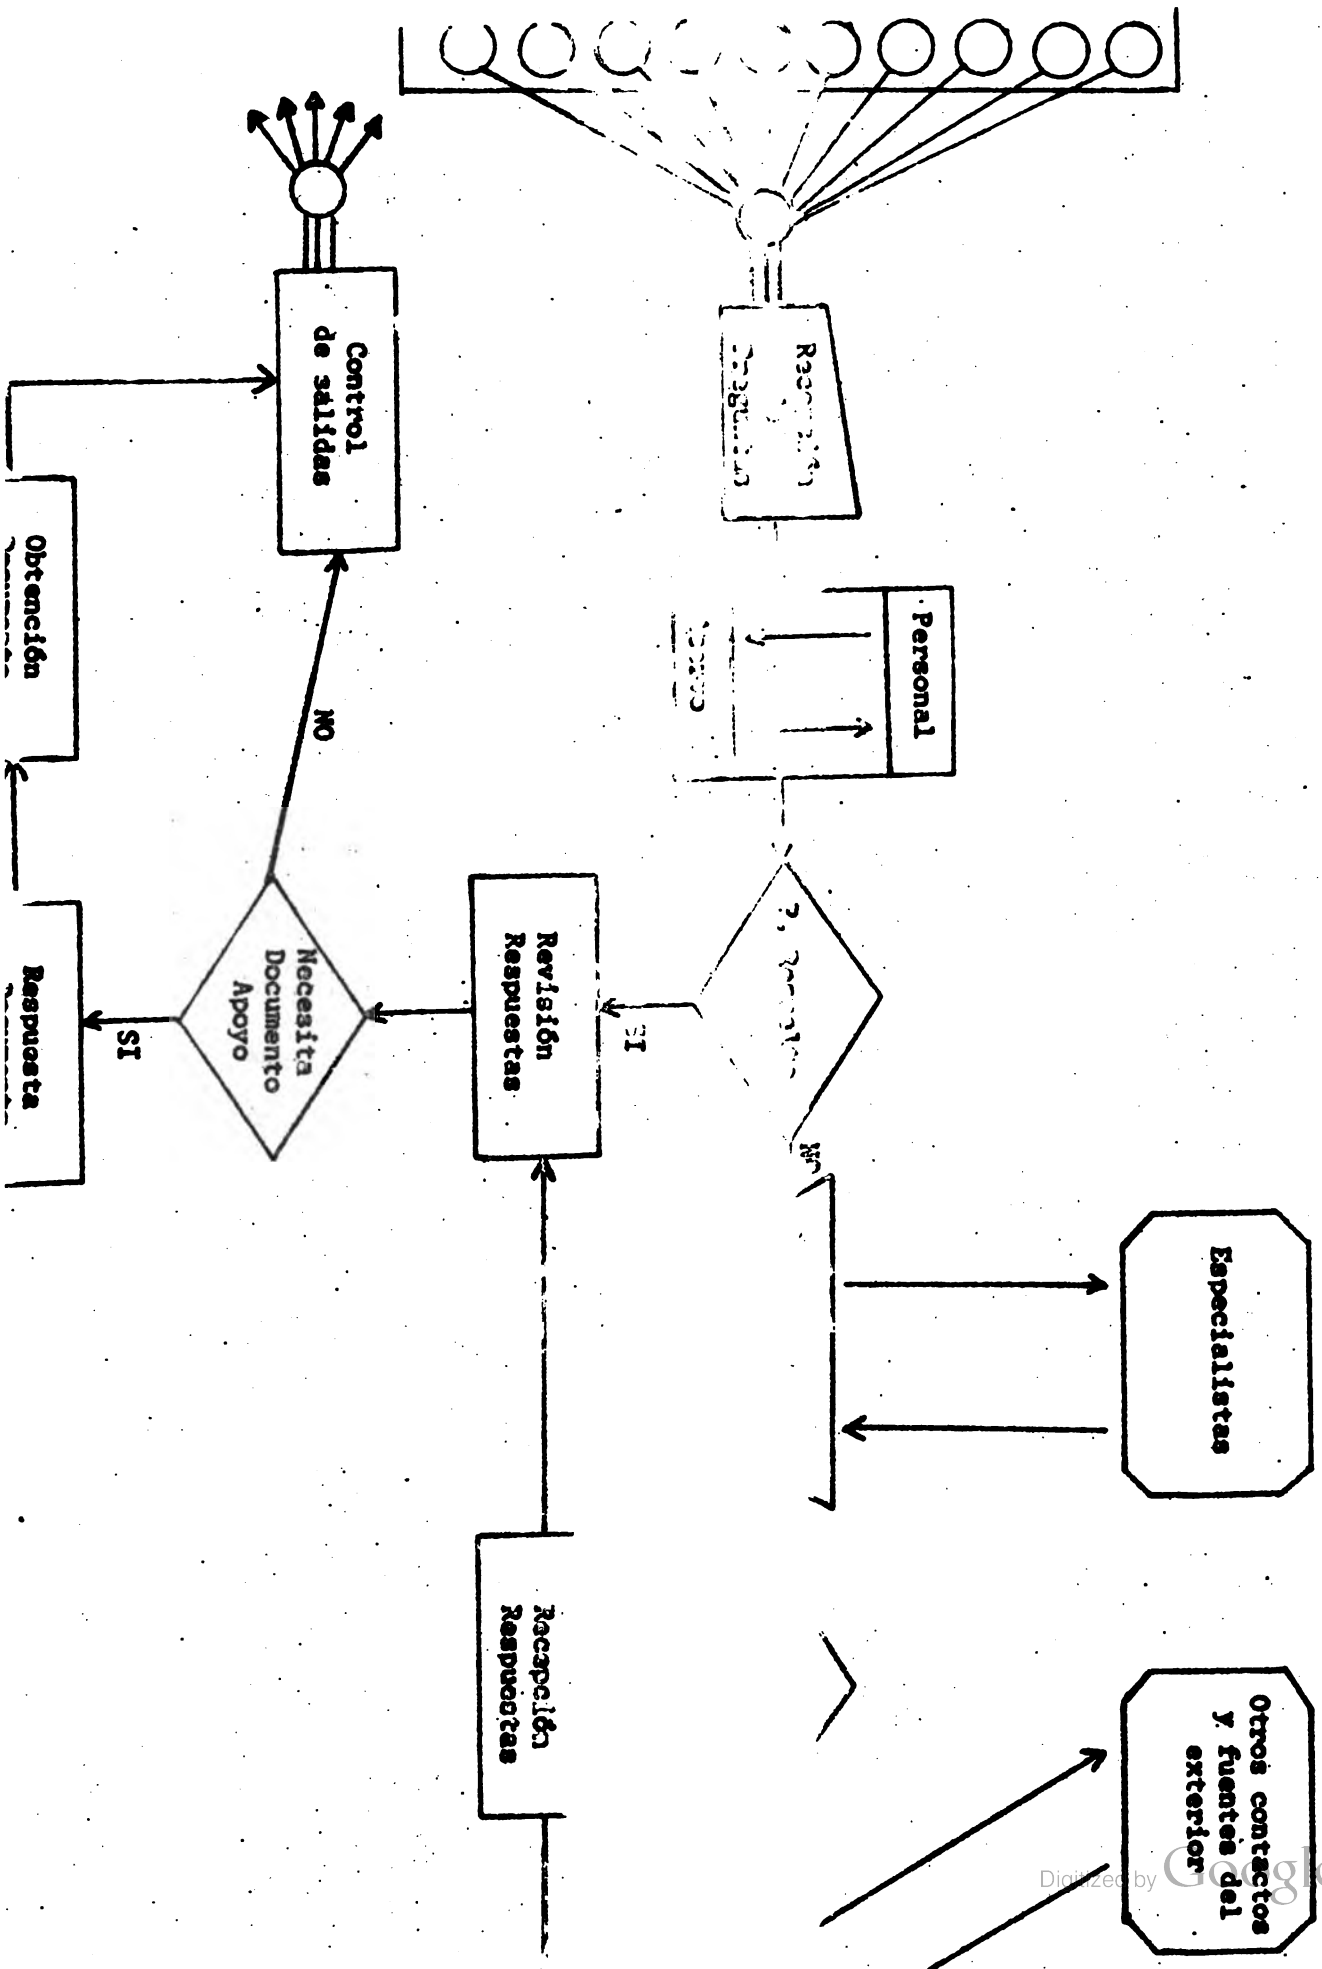 Personal
Especialistas
Otros contactos
y fuentes del
exterior
NO
SI
Revisión
Respuestas
Recepción
Respuestas
Control
de salidas
NO
Necesita
Documento
Apoyo
SI
Obtención
Respuesta
Digitized by Google